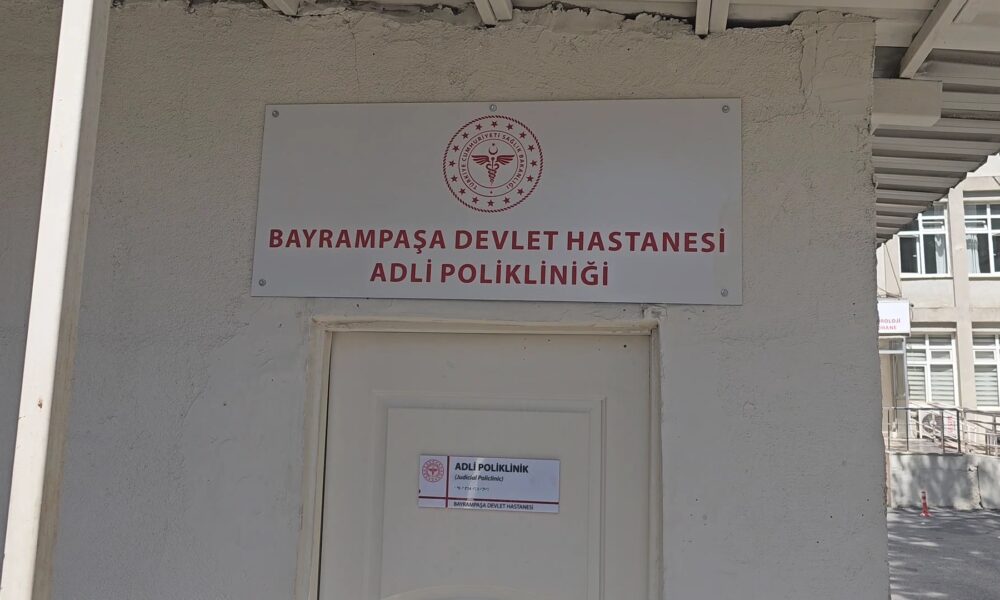 TÜRKİYE CUMHURİYETİ SAĞLIK BAKANLIĞI
BAYRAMPAŞA DEVLET HASTANESİ
ADLİ POLİKLİNİĞİ
ADLİ POLİKLİNİK
(Judicial Policlinic)
BAYRAMPAŞA DEVLET HASTANESİ